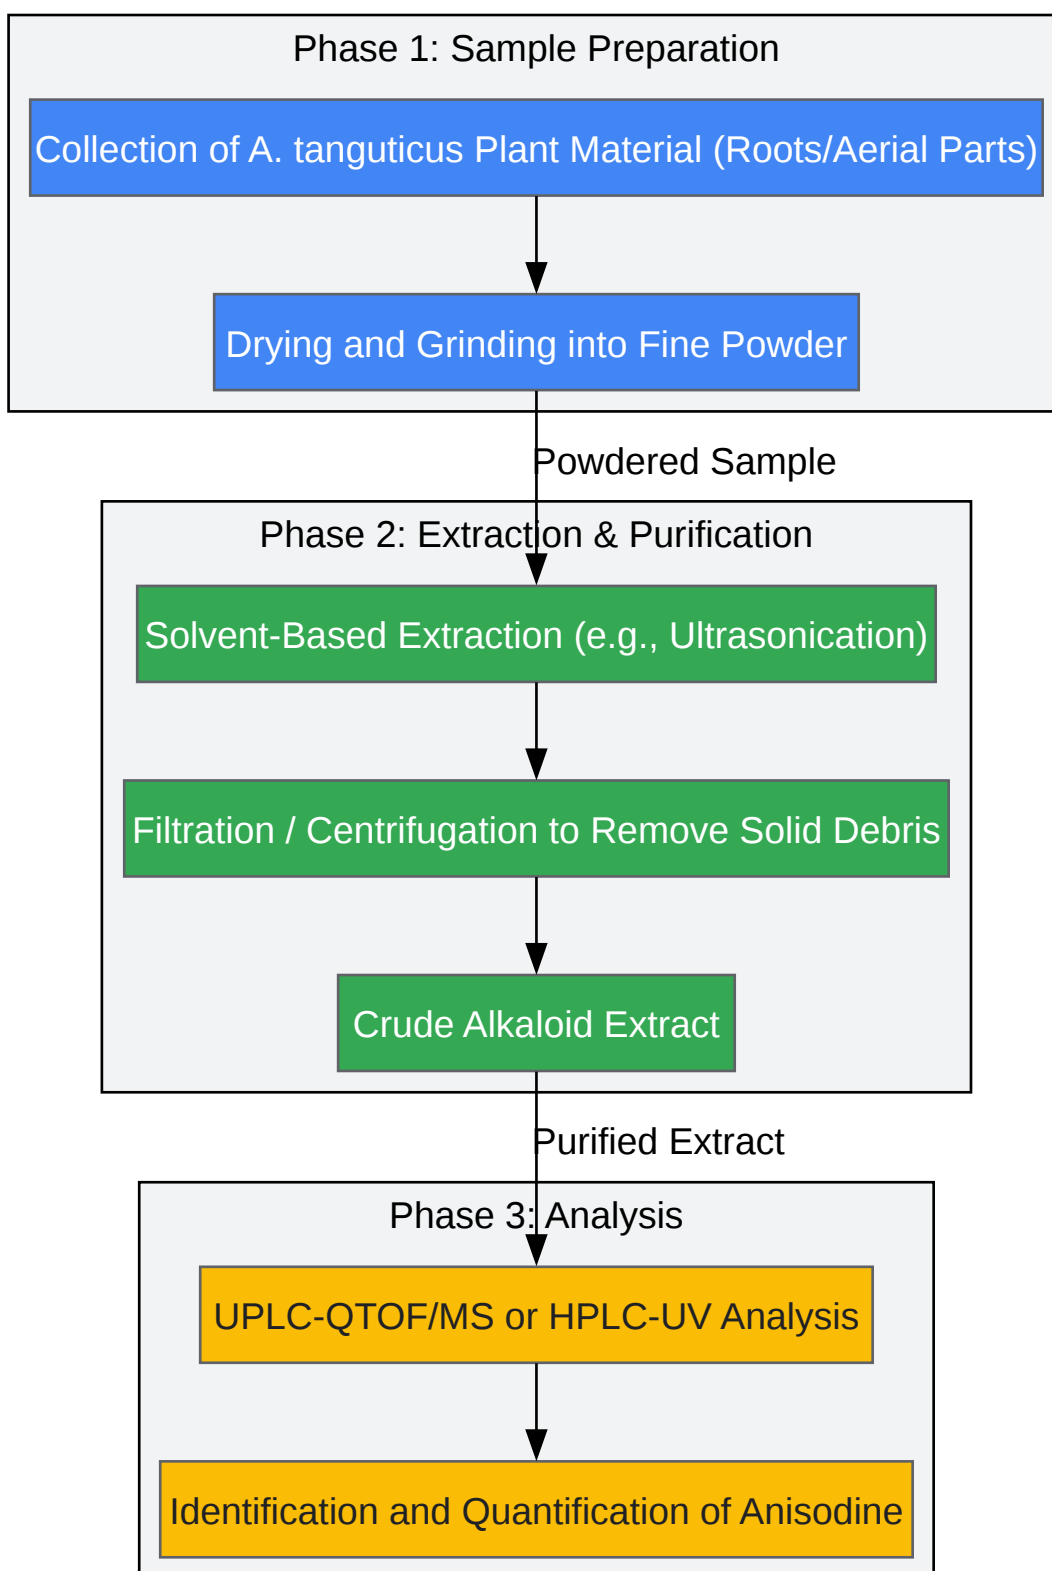 Phase 1: Sample Preparation
Collection of A. tanguticus Plant Material (Roots/Aerial Parts)
Drying and Grinding into Fine Powder
Powdered Sample
Phase 2: Extraction & Purification
Solvent-Based Extraction (e.g., Ultrasonication)
Filtration / Centrifugation to Remove Solid Debris
Crude Alkaloid Extract
Purified Extract
Phase 3: Analysis
UPLC-QTOF/MS or HPLC-UV Analysis
Identification and Quantification of Anisodine